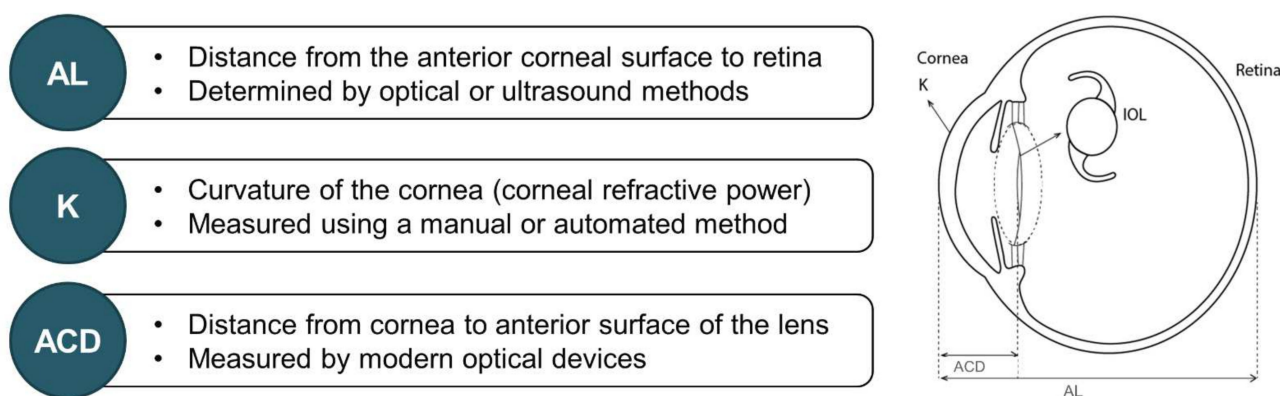 AL
• Distance from the anterior corneal surface to retina
• Determined by optical or ultrasound methods
K
• Curvature of the cornea (corneal refractive power)
• Measured using a manual or automated method
ACD
• Distance from cornea to anterior surface of the lens
• Measured by modern optical devices
Cornea
K
Retina
IOL
ACD
AL